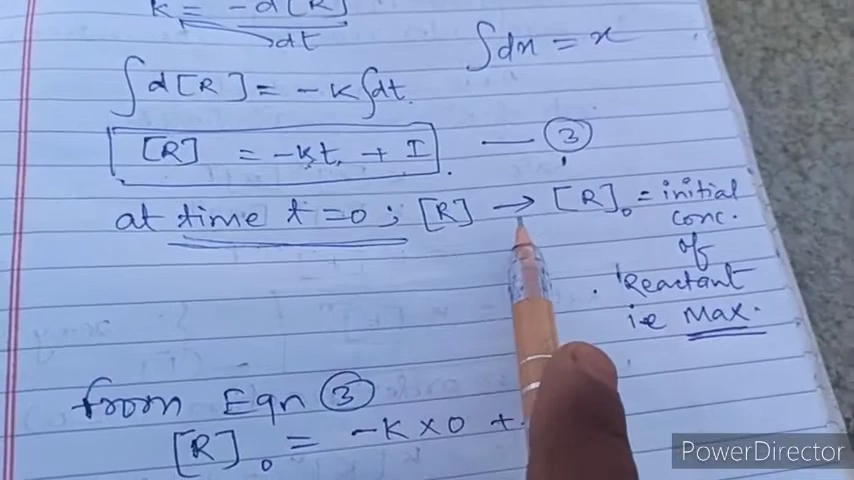 k = -d[R]
dt
∫dx = x
∫d[R] = -K∫dt.
[R] = -kt + I. — ③
at time t=0 ; [R] → [R]₀ = initial
conc.
of
Reactant
i.e Max.
from Eqn ③
[R]₀ = -K×0 +
PowerDirector